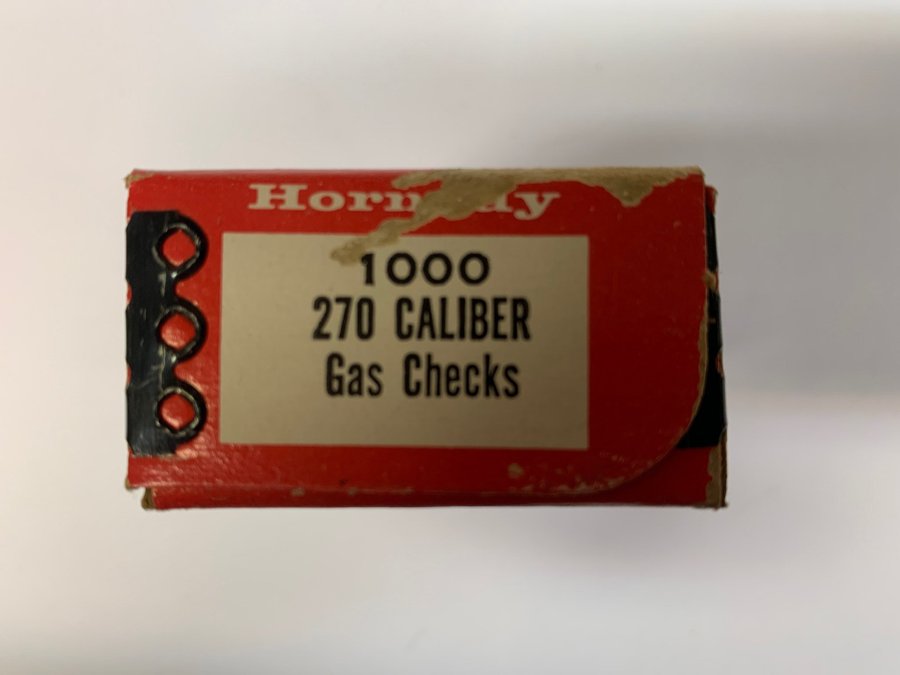 Hornady
1000
270 CALIBER
Gas Checks